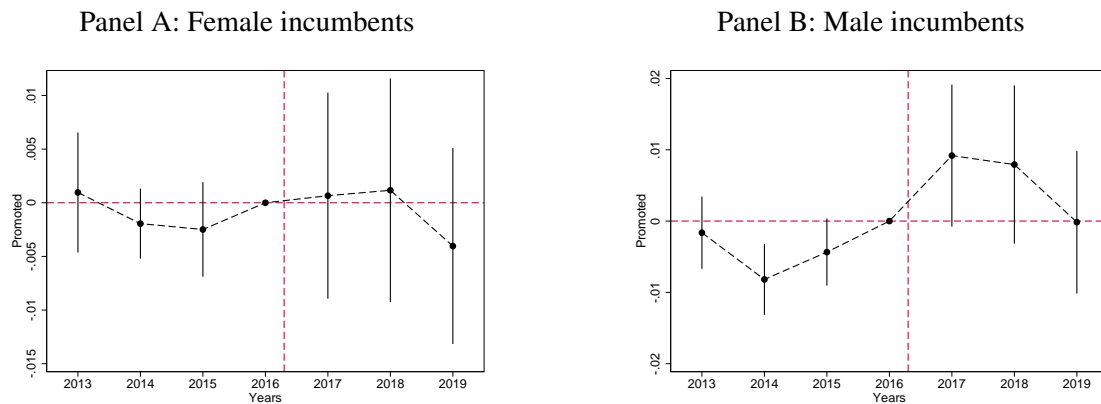 Panel A: Female incumbents
.01
.005
0
-.005
-.01
-.015
Promoted
2013 2014 2015 2016 2017 2018 2019
Years
Panel B: Male incumbents
.02
.01
0
-.01
-.02
Promoted
2013 2014 2015 2016 2017 2018 2019
Years